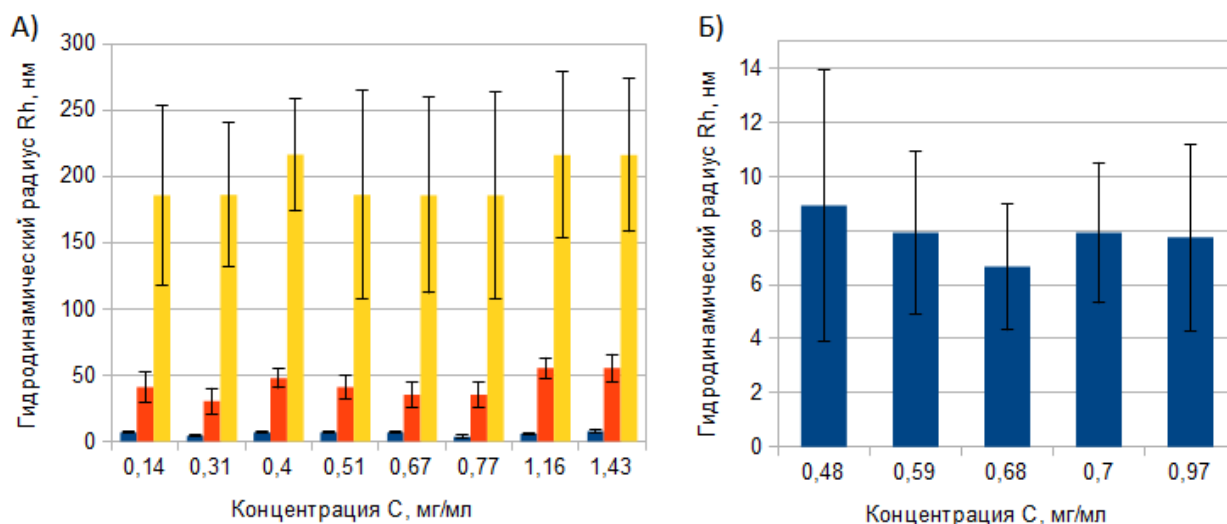 А)
Гидродинамический радиус Rh, нм
300
250
200
150
100
50
0
0,14 0,31 0,4 0,51 0,67 0,77 1,16 1,43
Концентрация С, мг/мл
Б)
Гидродинамический радиус Rh, нм
14
12
10
8
6
4
2
0
0,48 0,59 0,68 0,7 0,97
Концентрация С, мг/мл